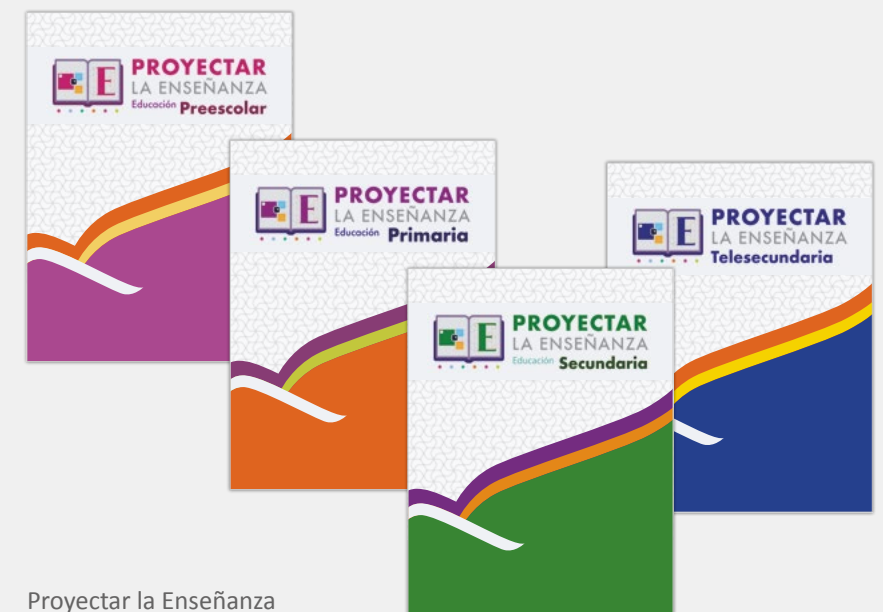 E
PROYECTAR
LA ENSEÑANZA
Educación Preescolar
E
PROYECTAR
LA ENSEÑANZA
Educación Primaria
E
PROYECTAR
LA ENSEÑANZA
Telesecundaria
E
PROYECTAR
LA ENSEÑANZA
Educación Secundaria
Proyectar la Enseñanza